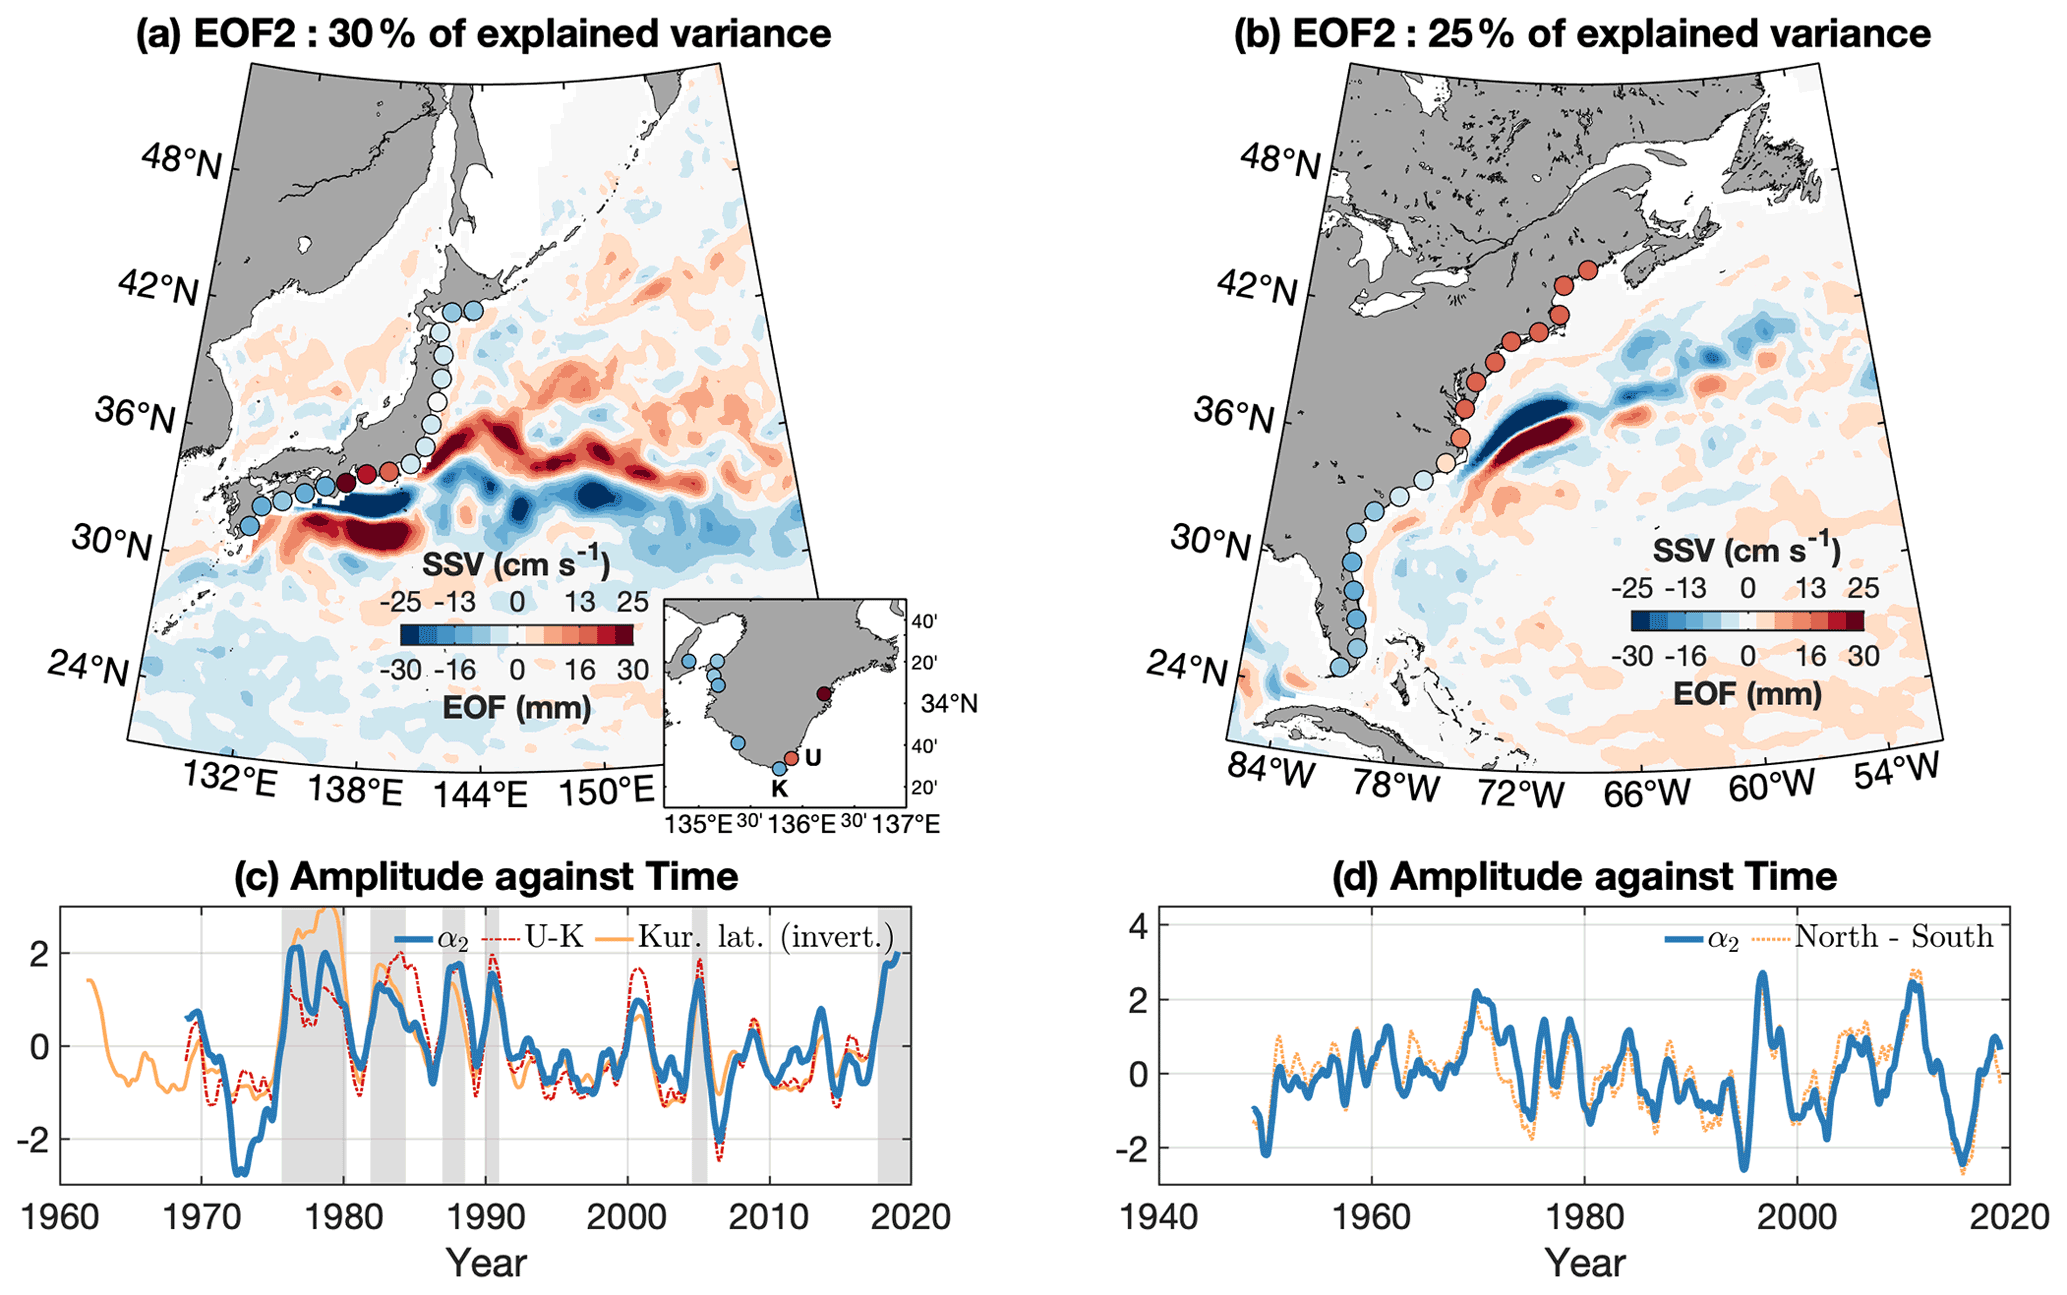 (a) EOF2 : 30 % of explained variance
48°N
42°N
36°N
30°N
24°N
132°E 138°E 144°E 150°E
SSV (cm s-1)
-25 -13 0 13 25
-30 -16 0 16 30
EOF (mm)
40'
20'
34°N
40'
20'
U
K
135°E 30' 136°E 30' 137°E
(b) EOF2 : 25 % of explained variance
48°N
42°N
36°N
30°N
24°N
84°W 78°W 72°W 66°W 60°W 54°W
SSV (cm s-1)
-25 -13 0 13 25
-30 -16 0 16 30
EOF (mm)
(c) Amplitude against Time
α2 U-K Kur. lat. (invert.)
2
0
-2
1960 1970 1980 1990 2000 2010 2020
Year
(d) Amplitude against Time
α2 North - South
4
2
0
-2
1940 1960 1980 2000 2020
Year